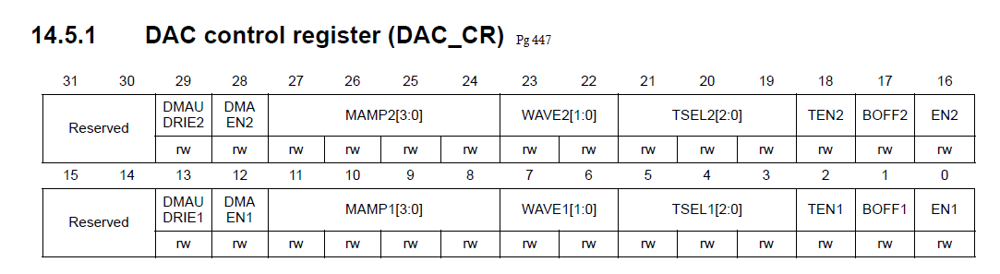 14.5.1 DAC control register (DAC_CR) Pg 447
31 30 29 28 27 26 25 24 23 22 21 20 19 18 17 16
Reserved DMAU DRIE2 DMA EN2 MAMP2[3:0] WAVE2[1:0] TSEL2[2:0] TEN2 BOFF2 EN2
rw rw rw rw rw rw rw rw rw rw rw rw rw rw
15 14 13 12 11 10 9 8 7 6 5 4 3 2 1 0
Reserved DMAU DRIE1 DMA EN1 MAMP1[3:0] WAVE1[1:0] TSEL1[2:0] TEN1 BOFF1 EN1
rw rw rw rw rw rw rw rw rw rw rw rw rw rw